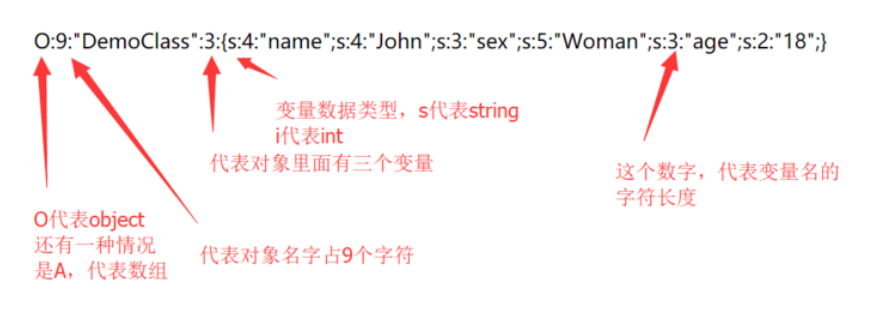 O:9:"DemoClass":3:{s:4:"name";s:4:"John";s:3:"sex";s:5:"Woman";s:3:"age";s:2:"18";}
变量数据类型，s代表string
i代表int
代表对象里面有三个变量
这个数字，代表变量名的
字符长度
O代表object
还有一种情况
是A，代表数组
代表对象名字占9个字符